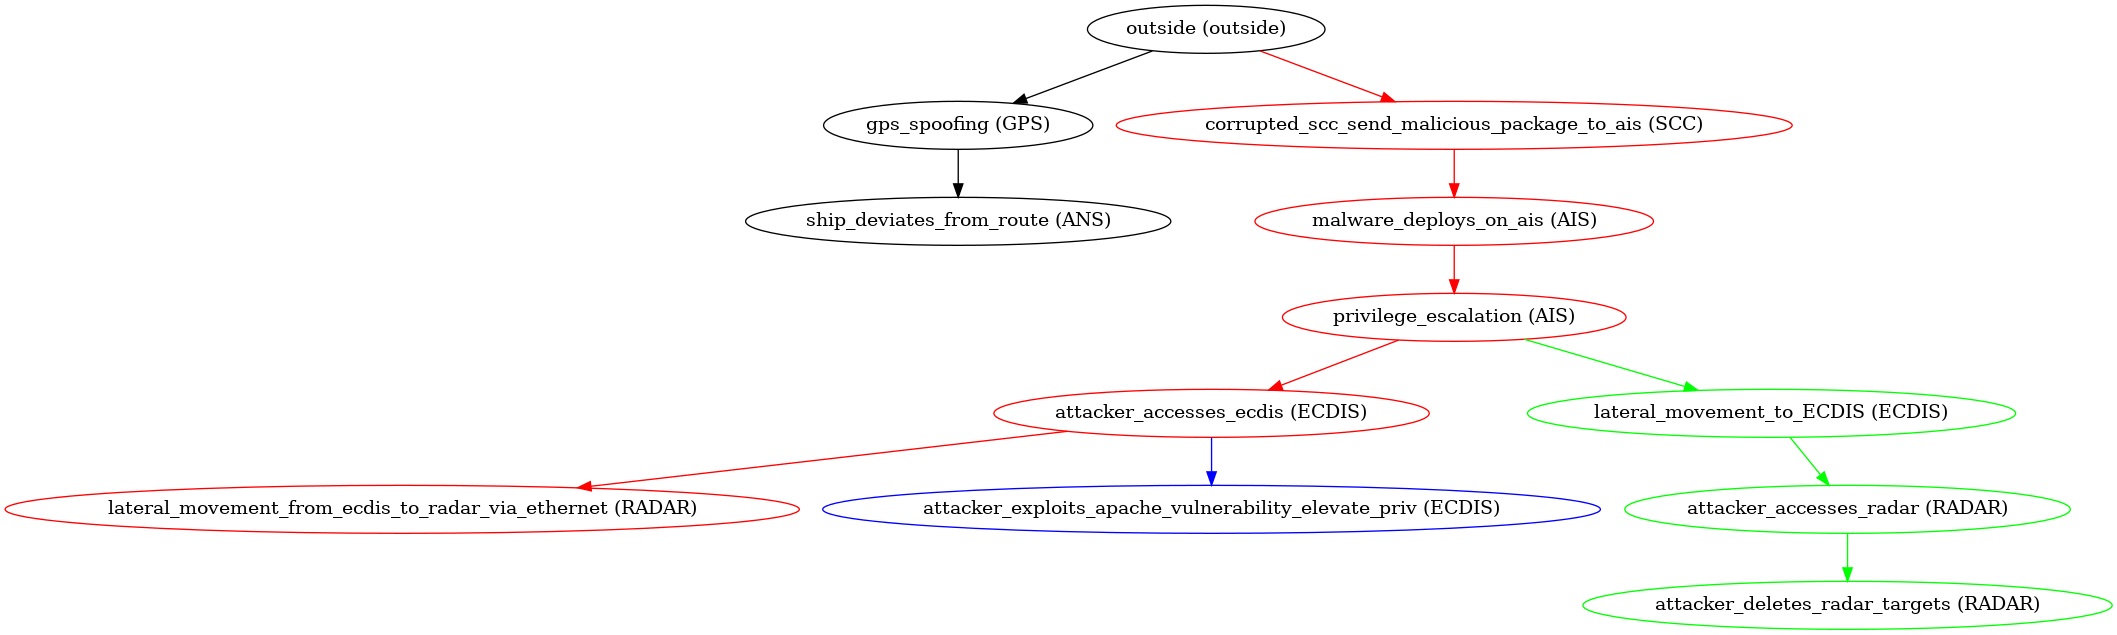 outside (outside)
gps_spoofing (GPS)
corrupted_scc_send_malicious_package_to_ais (SCC)
ship_deviates_from_route (ANS)
malware_deploys_on_ais (AIS)
privilege_escalation (AIS)
attacker_accesses_ecdis (ECDIS)
lateral_movement_to_ECDIS (ECDIS)
lateral_movement_from_ecdis_to_radar_via_ethernet (RADAR)
attacker_exploits_apache_vulnerability_elevate_priv (ECDIS)
attacker_accesses_radar (RADAR)
attacker_deletes_radar_targets (RADAR)